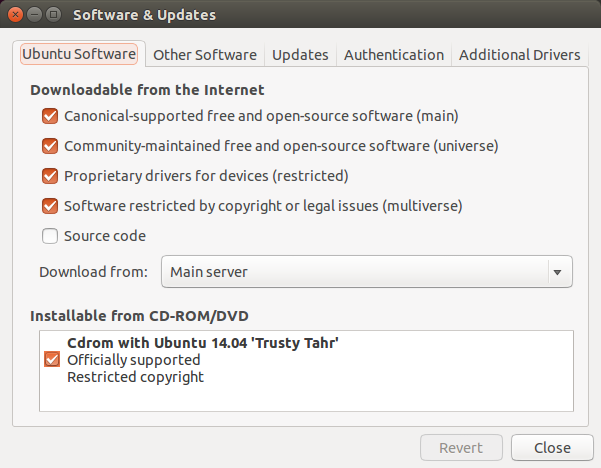 Software & Updates
Ubuntu Software Other Software Updates Authentication Additional Drivers
Downloadable from the Internet
Canonical-supported free and open-source software (main)
Community-maintained free and open-source software (universe)
Proprietary drivers for devices (restricted)
Software restricted by copyright or legal issues (multiverse)
Source code
Download from: Main server
Installable from CD-ROM/DVD
Cdrom with Ubuntu 14.04 'Trusty Tahr'
Officially supported
Restricted copyright
Revert Close